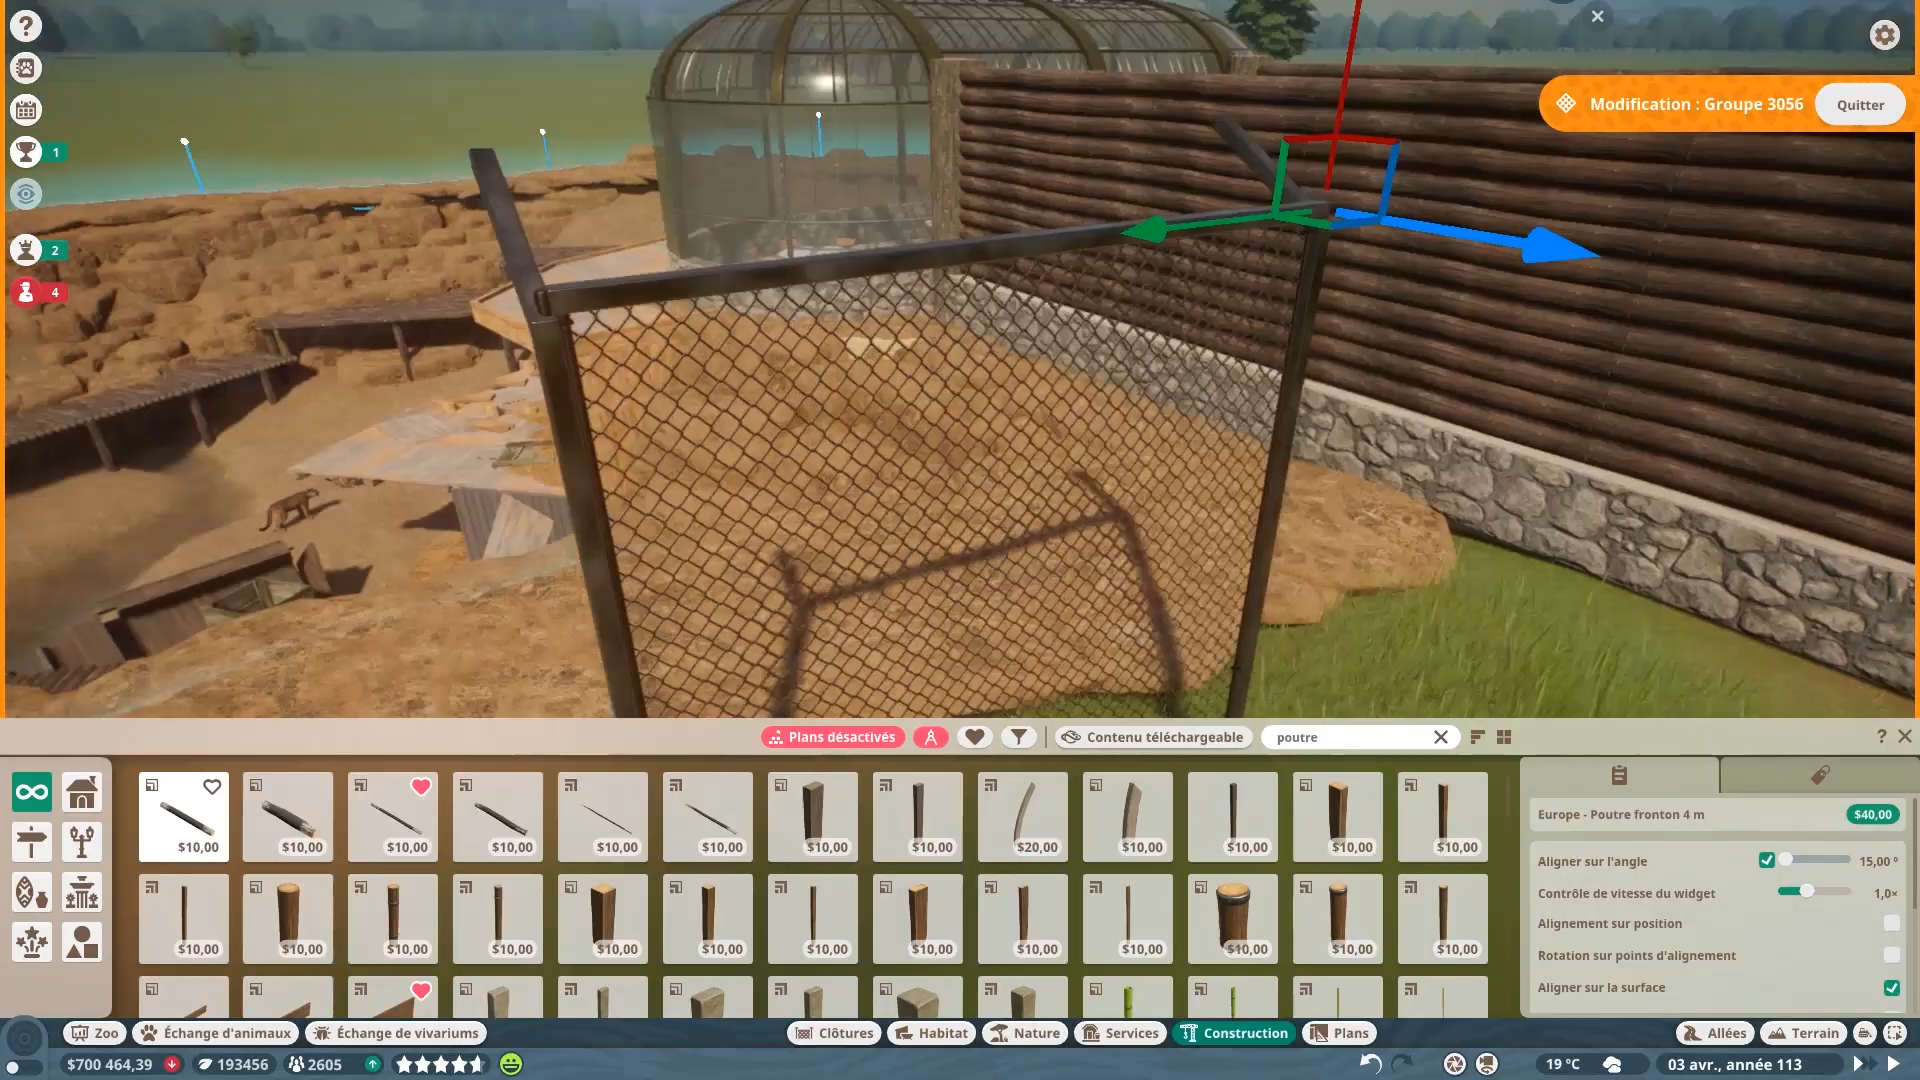 ?
Modification : Groupe 3056
Quitter
1
2
4
Plans désactivés
Contenu téléchargeable
poutre
?
$10,00 $10,00 $10,00 $10,00 $10,00 $10,00 $10,00 $10,00 $20,00 $10,00 $10,00 $10,00 $10,00
$10,00 $10,00 $10,00 $10,00 $10,00 $10,00 $10,00 $10,00 $10,00 $10,00 $10,00 $10,00 $10,00
Europe - Poutre fronton 4 m $40,00
Aligner sur l'angle 15,00 °
Contrôle de vitesse du widget 1,0×
Alignement sur position
Rotation sur points d'alignement
Aligner sur la surface
Zoo Échange d'animaux Échange de vivariums Clôtures Habitat Nature Services Construction Plans Allées Terrain
$700 464,39 193456 2605 19 °C 03 avr., année 113